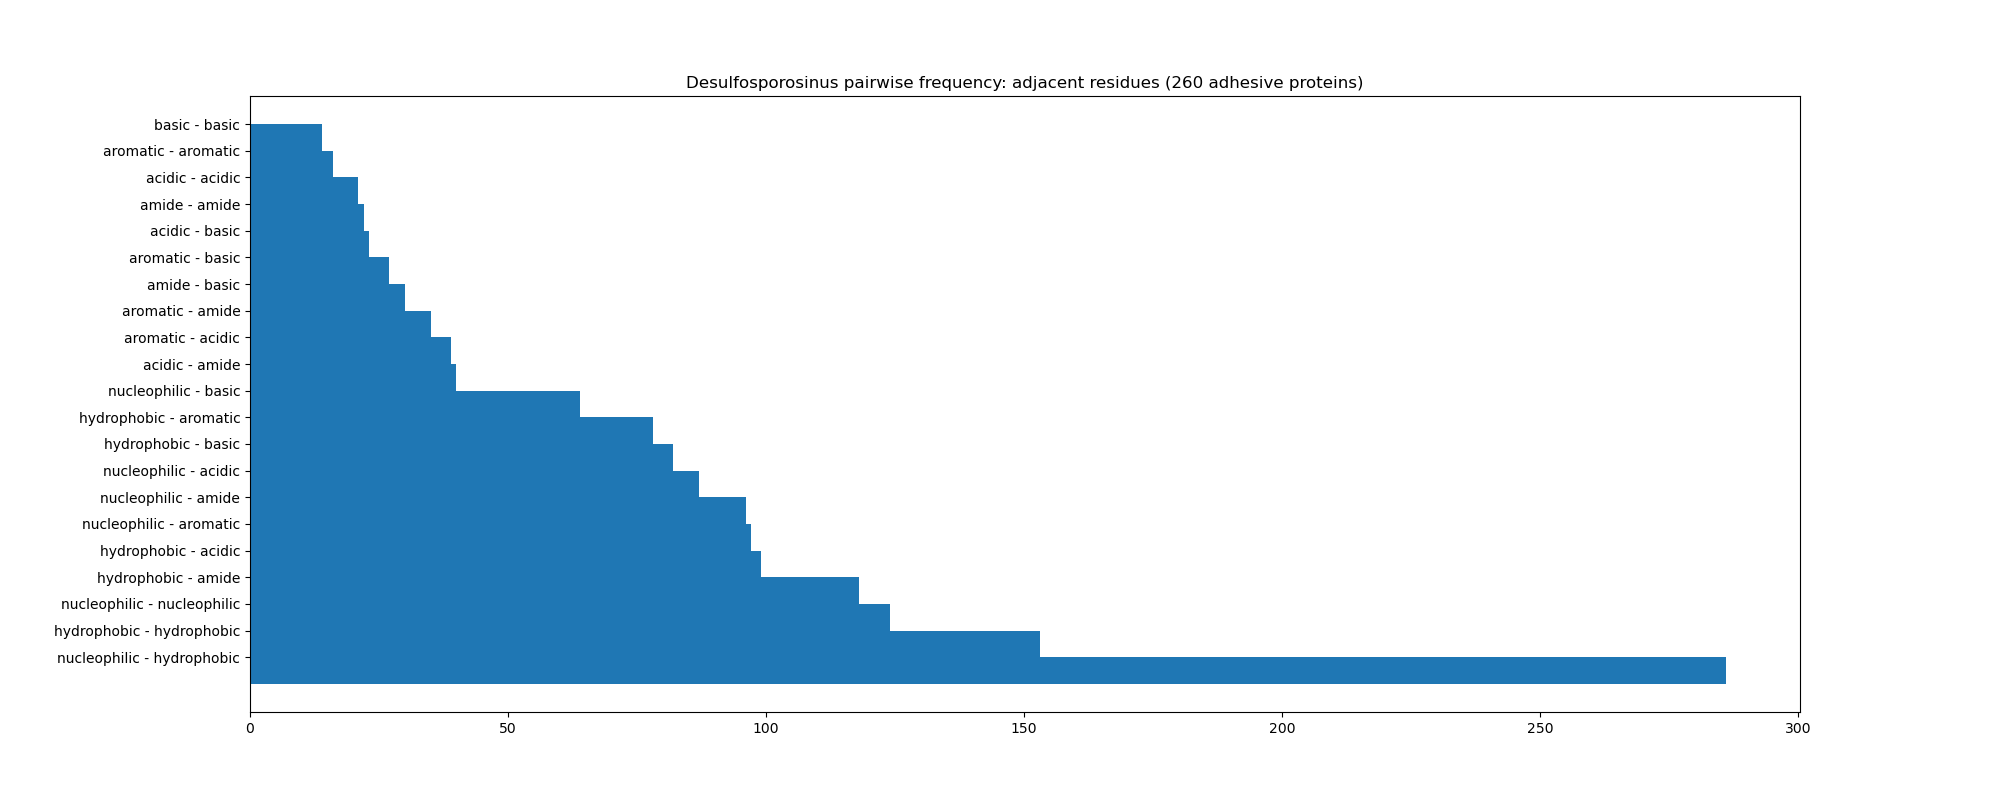 Desulfosporosinus pairwise frequency: adjacent residues (260 adhesive proteins)
basic - basic
aromatic - aromatic
acidic - acidic
amide - amide
acidic - basic
aromatic - basic
amide - basic
aromatic - amide
aromatic - acidic
acidic - amide
nucleophilic - basic
hydrophobic - aromatic
hydrophobic - basic
nucleophilic - acidic
nucleophilic - amide
nucleophilic - aromatic
hydrophobic - acidic
hydrophobic - amide
nucleophilic - nucleophilic
hydrophobic - hydrophobic
nucleophilic - hydrophobic
0 50 100 150 200 250 300